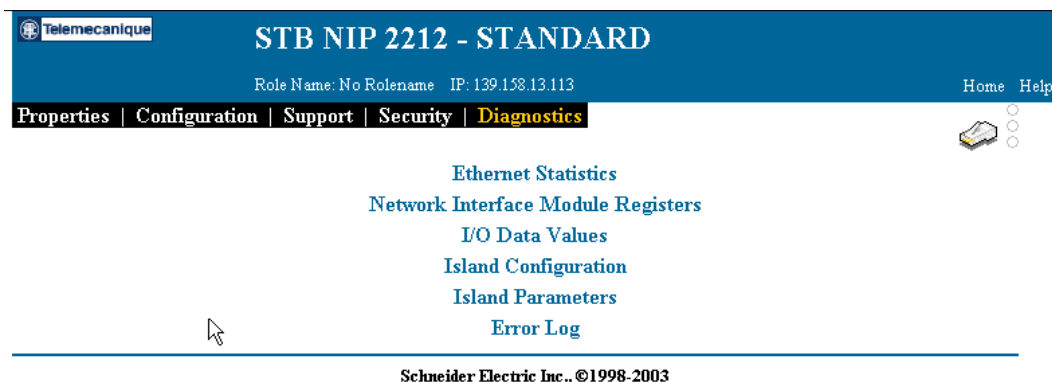 Telemecanique
STB NIP 2212 - STANDARD
Role Name: No Rolename IP: 139.158.13.113
Home Help
Properties | Configuration | Support | Security | Diagnostics
Ethernet Statistics
Network Interface Module Registers
I/O Data Values
Island Configuration
Island Parameters
Error Log
Schneider Electric Inc., ©1998-2003